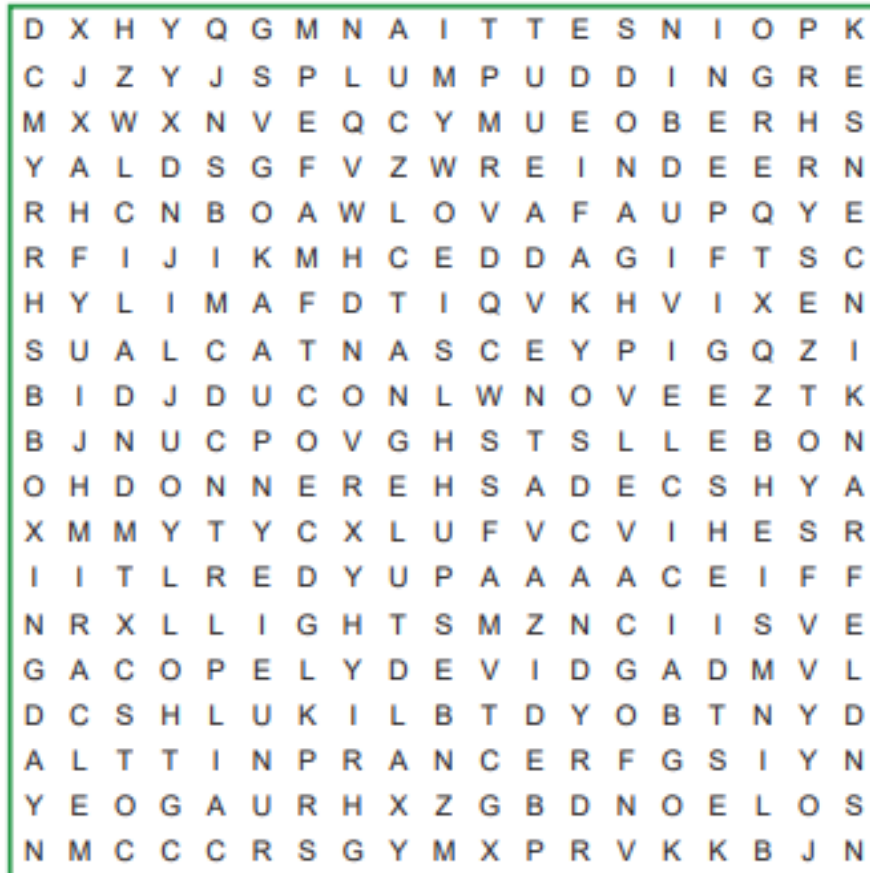 D X H Y Q G M N A I T T E S N I O P K
C J Z Y J S P L U M P U D D I N G R E
M X W X N V E Q C Y M U E O B E R H S
Y A L D S G F V Z W R E I N D E E R N
R H C N B O A W L O V A F A U P Q Y E
R F I J I K M H C E D D A G I F T S C
H Y L I M A F D T I Q V K H V I X E N
S U A L C A T N A S C E Y P I G Q Z I
B I D J D U C O N L W N O V E E Z T K
B J N U C P O V G H S T S L L E B O N
O H D O N N E R E H S A D E C S H Y A
X M M Y T Y C X L U F V C V I H E S R
I I T L R E D Y U P A A A A C E I F F
N R X L L I G H T S M Z N C I I S V E
G A C O P E L Y D E V I D G A D M V L
D C S H L U K I L B T D Y O B T N Y D
A L T T I N P R A N C E R F G S I Y N
Y E O G A U R H X Z G B D N O E L O S
N M C C C R S G Y M X P R V K K B J N